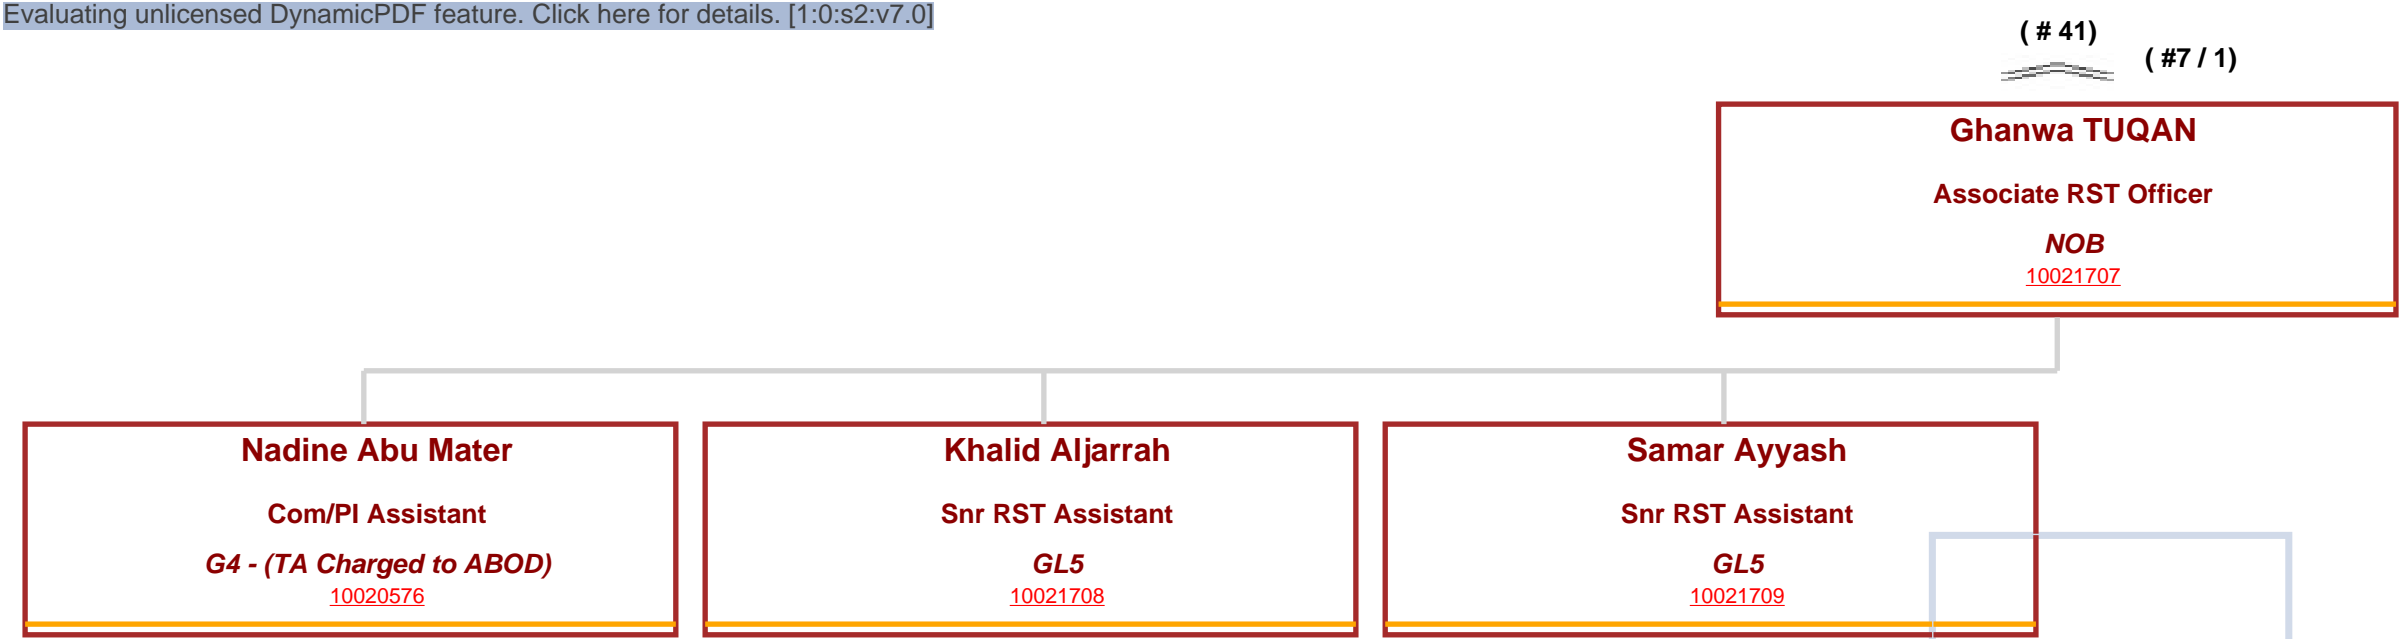 Evaluating unlicensed DynamicPDF feature. Click here for details. [1:0:s2:v7.0]
( # 41)
( #7 / 1)
Ghanwa TUQAN
Associate RST Officer
NOB
10021707
Nadine Abu Mater
Com/PI Assistant
G4 - (TA Charged to ABOD)
10020576
Khalid Aljarrah
Snr RST Assistant
GL5
10021708
Samar Ayyash
Snr RST Assistant
GL5
10021709